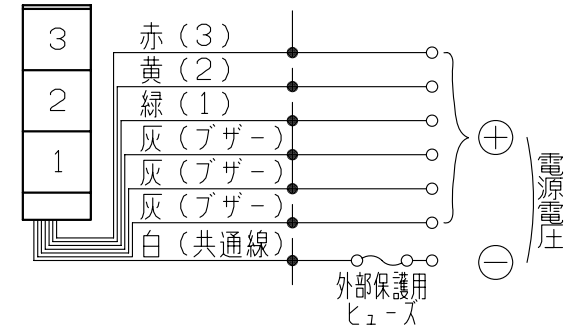 3
2
1
赤(3)
黄(2)
緑(1)
灰(ブザー)
灰(ブザー)
灰(ブザー)
白(共通線)
外部保護用
ヒューズ
+
−
電源電圧